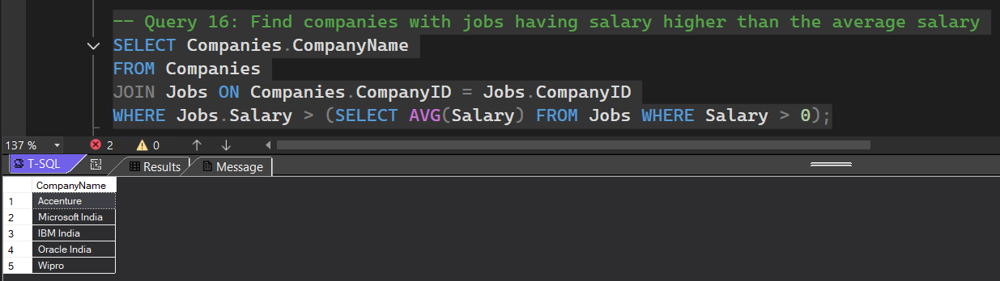 -- Query 16: Find companies with jobs having salary higher than the average salary
SELECT Companies.CompanyName
FROM Companies
JOIN Jobs ON Companies.CompanyID = Jobs.CompanyID
WHERE Jobs.Salary > (SELECT AVG(Salary) FROM Jobs WHERE Salary > 0);
137 % 2 0
T-SQL Results Message
CompanyName
1 Accenture
2 Microsoft India
3 IBM India
4 Oracle India
5 Wipro